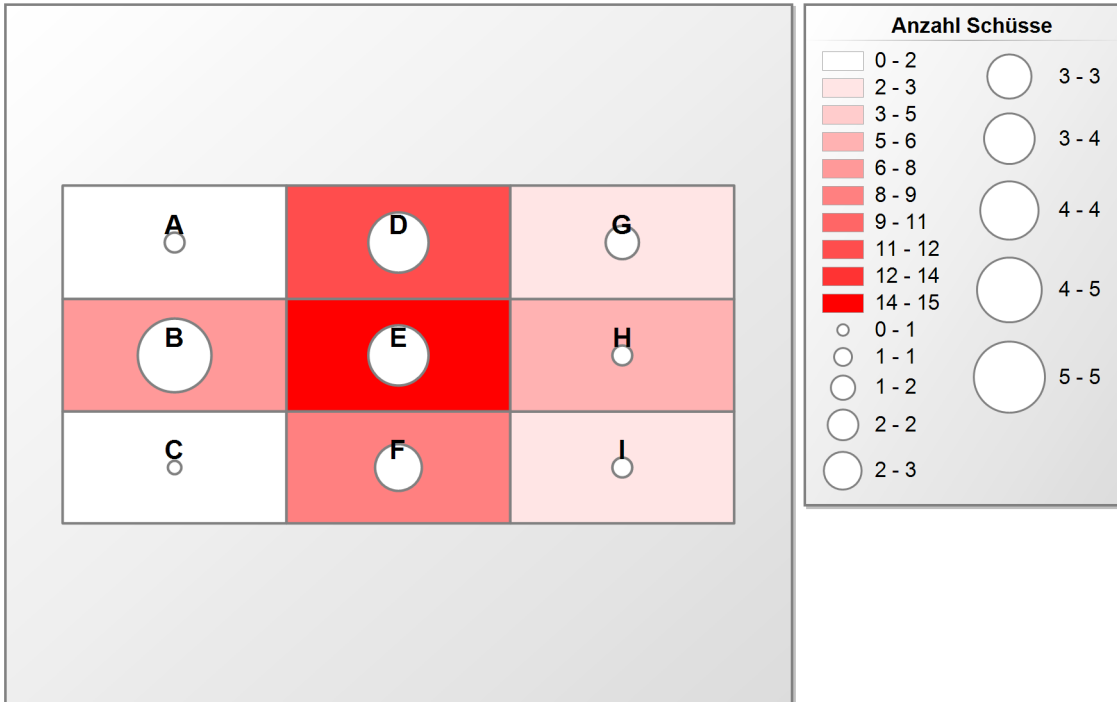 A
D
G
B
E
H
C
F
I
Anzahl Schüsse
0 - 2
2 - 3
3 - 5
5 - 6
6 - 8
8 - 9
9 - 11
11 - 12
12 - 14
14 - 15
0 - 1
1 - 1
1 - 2
2 - 2
2 - 3
3 - 3
3 - 4
4 - 4
4 - 5
5 - 5